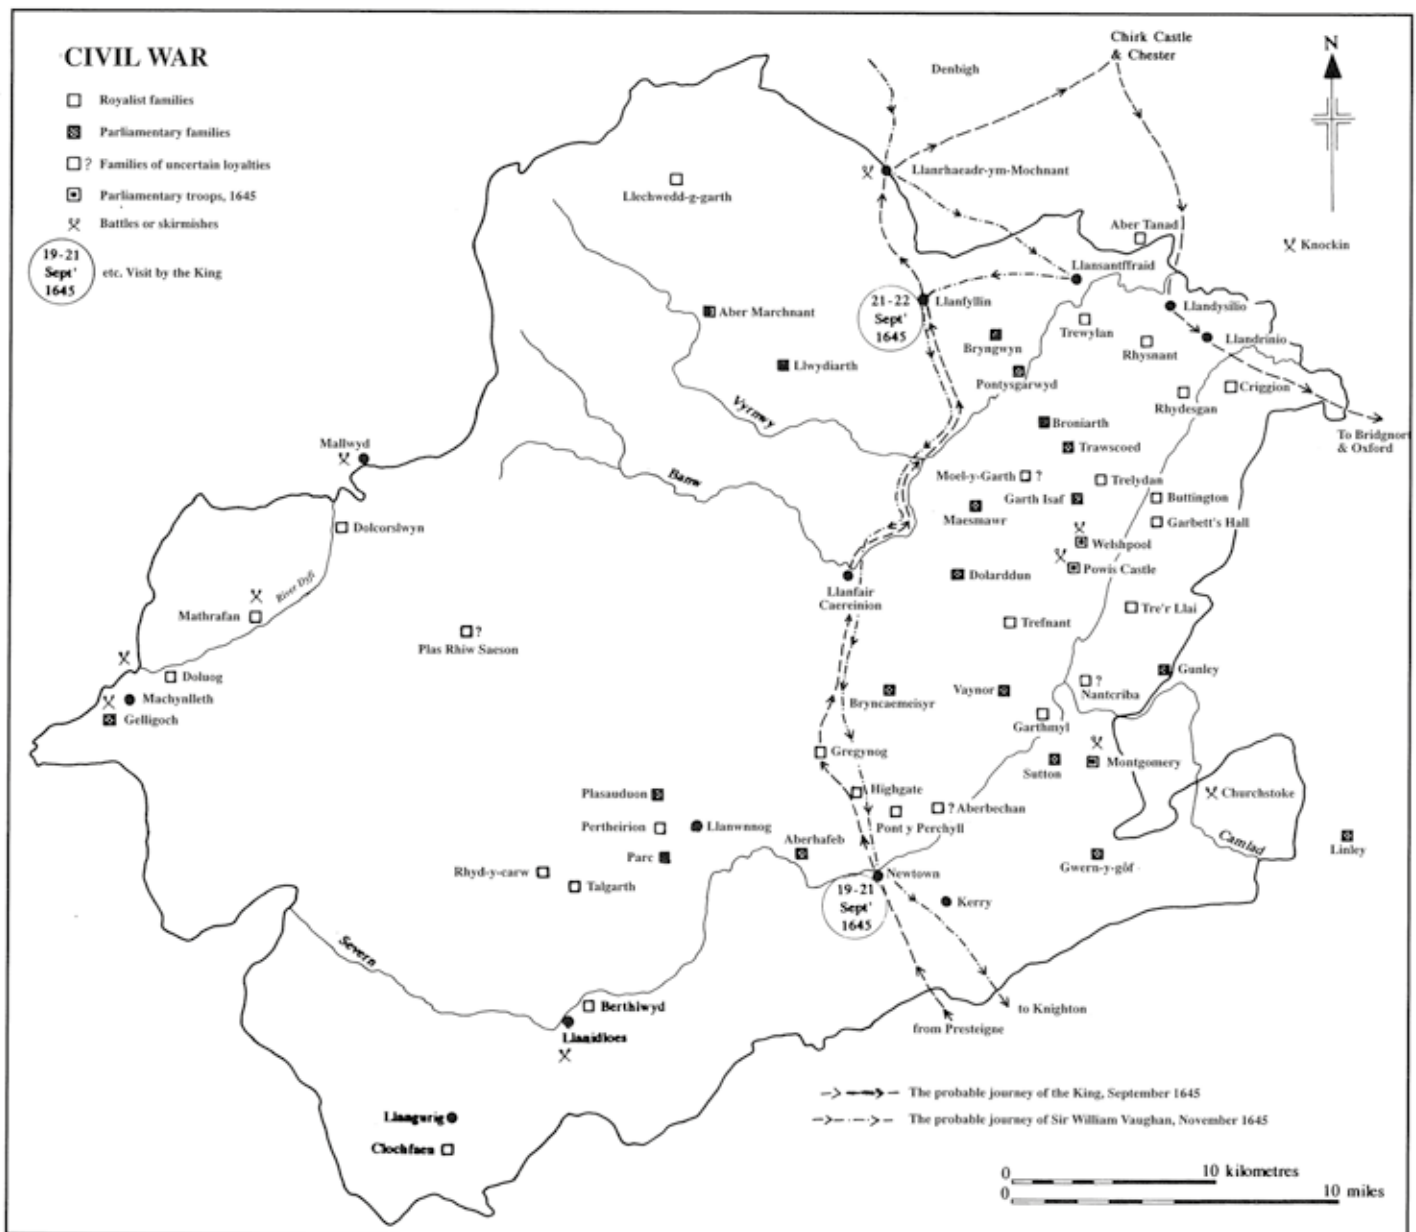 CIVIL WAR
Royalist families
Parliamentary families
? Families of uncertain loyalties
Parliamentary troops, 1645
Battles or skirmishes
19-21
Sept'
1645
etc. Visit by the King
Chirk Castle
& Chester
N
Denbigh
Llanrhaeadr-ym-Mochnant
Llechwedd-g-garth
Aber Tanad
Knockin
Llansantffraid
21-22
Sept'
1645
Llanfyllin
Llandysilio
Aber Marchnant
Trewylan
Bryngwyn
Rhysnant
Llandrinio
Llwydiarth
Pontysgarwyd
Criggion
Rhydesgan
Vyrnwy
Broniarth
To Bridgnort
& Oxford
Mallwyd
Trawscoed
Banw
Moel-y-Garth ?
Trelydan
Garth Isaf
Buttington
Maesmawr
Garbett's Hall
Dolcorslwyn
Welshpool
Powis Castle
Dolarddun
River Dyfi
Llanfair
Caereinion
Mathrafan
Tre'r Llai
Trefnant
?
Plas Rhiw Saeson
Doluog
Gunley
?
Nantcriba
Machynlleth
Vaynor
Bryncaemeisyr
Gelligoch
Garthmyl
Gregynog
Montgomery
Sutton
Highgate
Plasauduon
Churchstoke
? Aberbechan
Pont y Perchyll
Pertheirion
Llanwnnog
Aberhafeb
Camlad
Linley
Parc
Gwern-y-gôf
Rhyd-y-carw
Talgarth
Newtown
19-21
Sept'
1645
Kerry
Severn
Berthlwyd
to Knighton
Llanidloes
from Presteigne
The probable journey of the King, September 1645
Llangurig
The probable journey of Sir William Vaughan, November 1645
Clochfaen
0 10 kilometres
0 10 miles